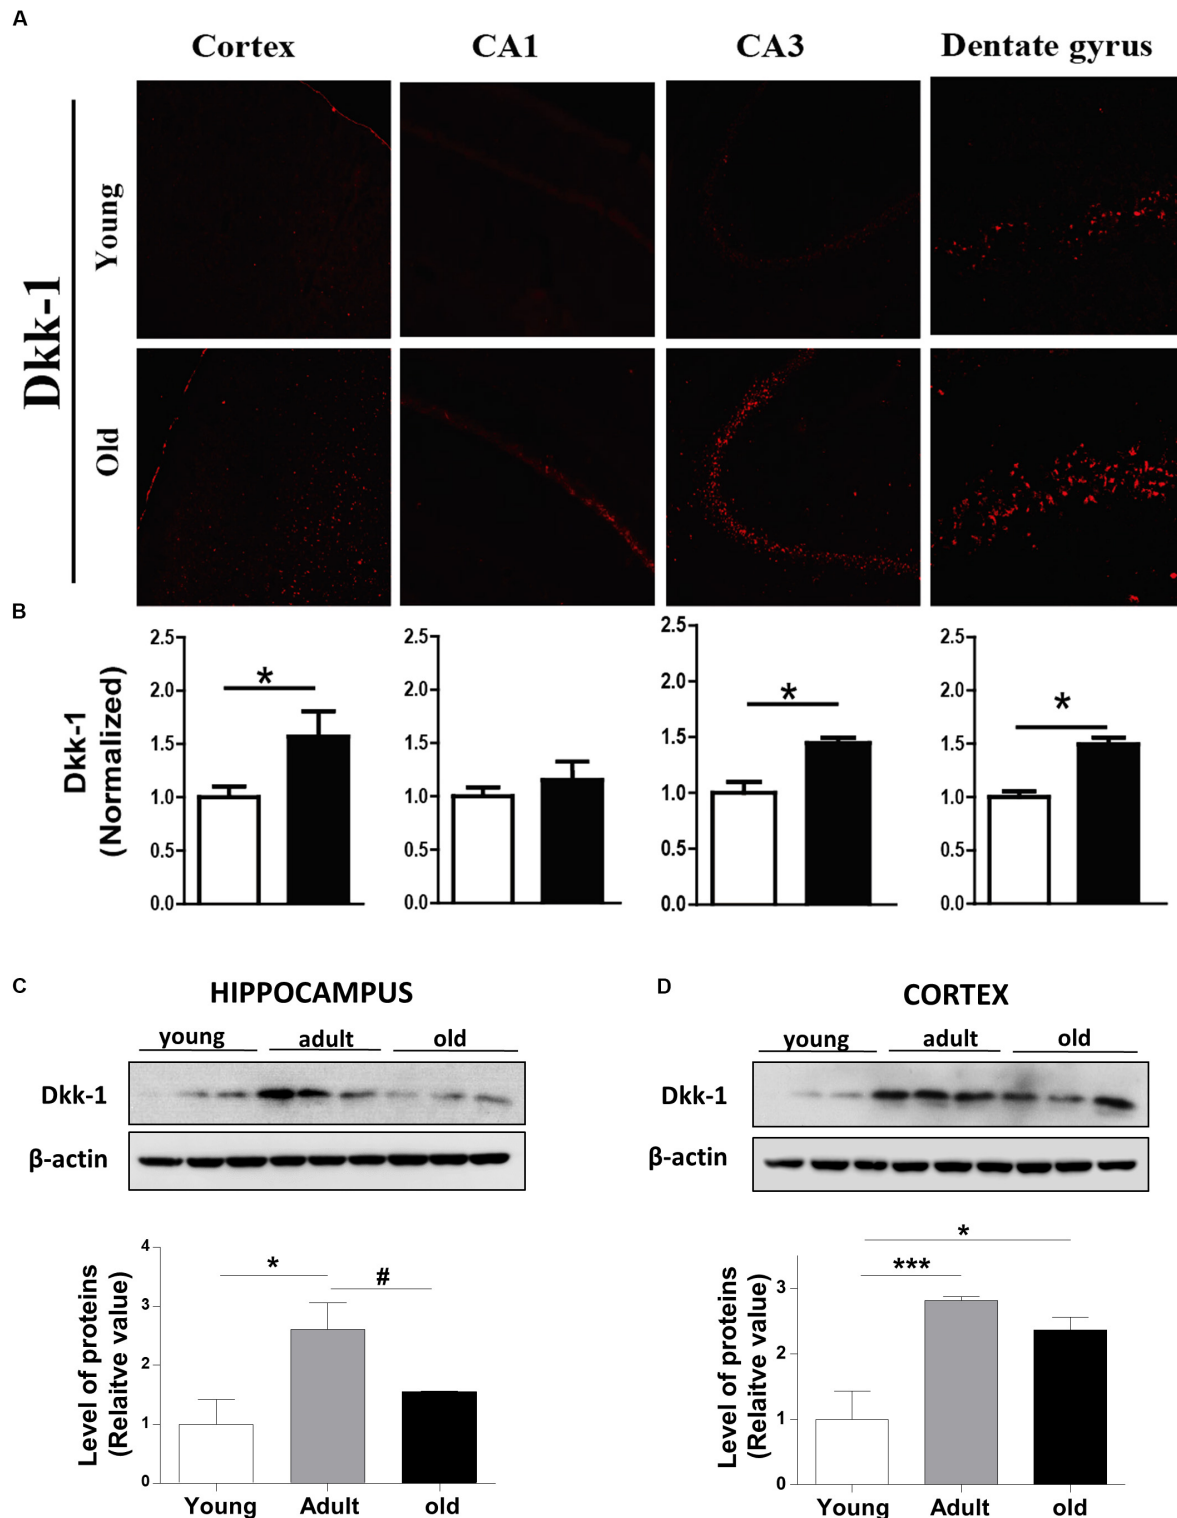 A
Cortex
CA1
CA3
Dentate gyrus
Dkk-1
Young
Old
B
Dkk-1
(Normalized)
2.5
2.0
1.5
1.0
0.5
0.0
*
2.5
2.0
1.5
1.0
0.5
0.0
2.5
2.0
1.5
1.0
0.5
0.0
*
2.5
2.0
1.5
1.0
0.5
0.0
*
C
HIPPOCAMPUS
young adult old
Dkk-1
β-actin
Level of proteins
(Relaitve value)
4
3
2
1
0
*
#
Young Adult old
D
CORTEX
young adult old
Dkk-1
β-actin
Level of proteins
(Relaitve value)
3
2
1
0
*
***
Young Adult old